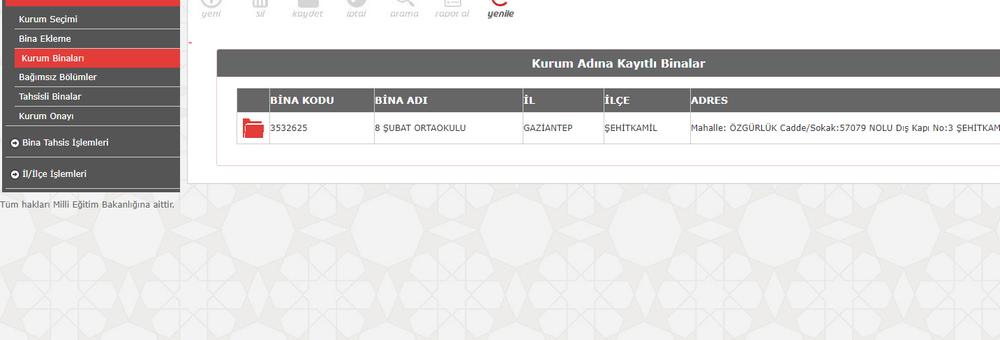 yeni sil kaydet iptal arama rapor al yenile
Kurum Seçimi
Bina Ekleme
Kurum Binaları
Bağımsız Bölümler
Tahsisli Binalar
Kurum Onayı
Bina Tahsis İşlemleri
İl/İlçe İşlemleri
Tüm hakları Milli Eğitim Bakanlığına aittir.
-
Kurum Adına Kayıtlı Binalar
BİNA KODU BİNA ADI İL İLÇE ADRES
3532625 8 ŞUBAT ORTAOKULU GAZİANTEP ŞEHİTKAMİL Mahalle: ÖZGÜRLÜK Cadde/Sokak:57079 NOLU Dış Kapı No:3 ŞEHİTKAM